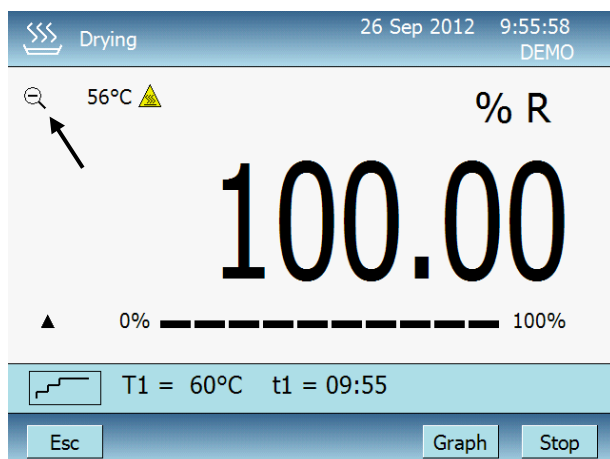 Drying
26 Sep 2012 9:55:58
DEMO
56°C
% R
100.00
0% 100%
T1 = 60°C t1 = 09:55
Esc Graph Stop